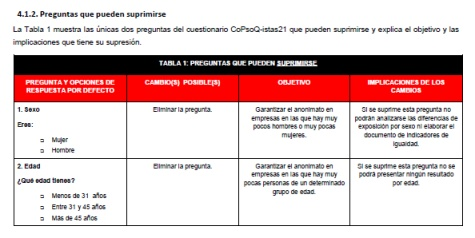 4.1.2. Preguntas que pueden suprimirse
La Tabla 1 muestra las únicas dos preguntas del cuestionario CoPsoQ-istas21 que pueden suprimirse y explica el objetivo y las
implicaciones que tiene su supresión.
TABLA 1: PREGUNTAS QUE PUEDEN SUPRIMIRSE
PREGUNTA Y OPCIONES DE
RESPUESTA POR DEFECTO
CAMBIO(S) POSIBLE(S)
OBJETIVO
IMPLICACIONES DE LOS
CAMBIOS
1. Sexo
Eres:
Mujer
Hombre
Eliminar la pregunta.
Garantizar el anonimato en
empresas en las que hay muy
pocos hombres o muy pocas
mujeres.
Si se suprime esta pregunta no
podrán analizarse las diferencias de
exposición por sexo ni elaborar el
documento de indicadores de
igualdad.
2. Edad
¿Qué edad tienes?
Menos de 31 años
Entre 31 y 45 años
Más de 45 años
Eliminar la pregunta.
Garantizar el anonimato en
empresas en las que hay muy
pocas personas de un determinado
grupo de edad.
Si se suprime esta pregunta no se
podrá presentar ningún resultado
por edad.